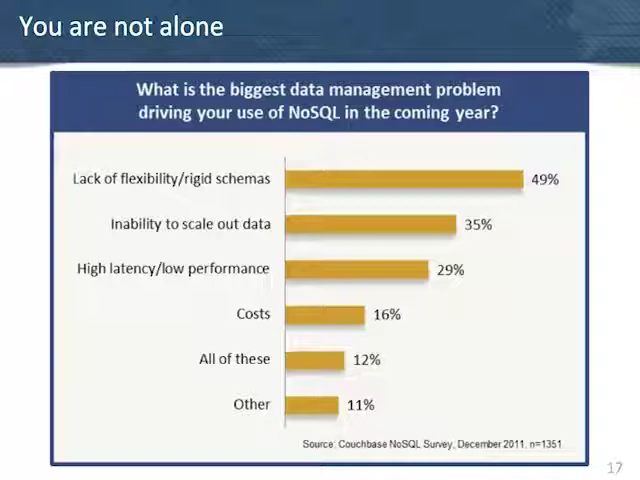 You are not alone
What is the biggest data management problem
driving your use of NoSQL in the coming year?
Lack of flexibility/rigid schemas 49%
Inability to scale out data 35%
High latency/low performance 29%
Costs 16%
All of these 12%
Other 11%
Source: Couchbase NoSQL Survey, December 2011, n=1351
17